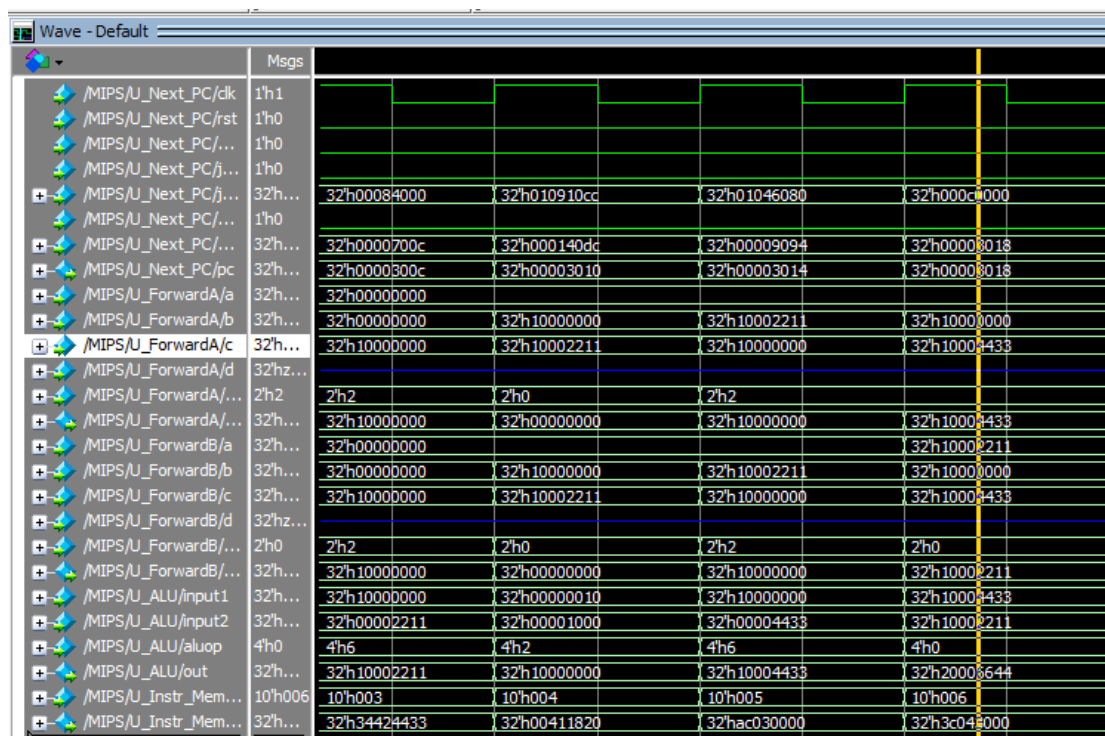 Wave - Default
Msgs
/MIPS/U_Next_PC/clk 1'h1
/MIPS/U_Next_PC/rst 1'h0
/MIPS/U_Next_PC/... 1'h0
/MIPS/U_Next_PC/j... 1'h0
/MIPS/U_Next_PC/j... 32'h... 32'h00084000 32'h010910cc 32'h01046080 32'h000c0000
/MIPS/U_Next_PC/... 1'h0
/MIPS/U_Next_PC/... 32'h... 32'h0000700c 32'h000140dc 32'h00009094 32'h00003018
/MIPS/U_Next_PC/pc 32'h... 32'h0000300c 32'h00003010 32'h00003014 32'h00003018
/MIPS/U_ForwardA/a 32'h... 32'h00000000
/MIPS/U_ForwardA/b 32'h... 32'h00000000 32'h10000000 32'h10002211 32'h10000000
/MIPS/U_ForwardA/c 32'h... 32'h10000000 32'h10002211 32'h10000000 32'h10004433
/MIPS/U_ForwardA/d 32'hz...
/MIPS/U_ForwardA/... 2'h2 2'h2 2'h0 2'h2
/MIPS/U_ForwardA/... 32'h... 32'h10000000 32'h00000000 32'h10000000 32'h10004433
/MIPS/U_ForwardB/a 32'h... 32'h00000000 32'h10002211
/MIPS/U_ForwardB/b 32'h... 32'h00000000 32'h10000000 32'h10002211 32'h10000000
/MIPS/U_ForwardB/c 32'h... 32'h10000000 32'h10002211 32'h10000000 32'h10004433
/MIPS/U_ForwardB/d 32'hz...
/MIPS/U_ForwardB/... 2'h0 2'h2 2'h0 2'h2 2'h0
/MIPS/U_ForwardB/... 32'h... 32'h10000000 32'h00000000 32'h10000000 32'h10002211
/MIPS/U_ALU/input1 32'h... 32'h10000000 32'h00000010 32'h10000000 32'h10004433
/MIPS/U_ALU/input2 32'h... 32'h00002211 32'h00001000 32'h00004433 32'h10002211
/MIPS/U_ALU/aluop 4'h0 4'h6 4'h2 4'h6 4'h0
/MIPS/U_ALU/out 32'h... 32'h10002211 32'h10000000 32'h10004433 32'h20006644
/MIPS/U_Instr_Mem... 10'h006 10'h003 10'h004 10'h005 10'h006
/MIPS/U_Instr_Mem... 32'h... 32'h34424433 32'h00411820 32'hac030000